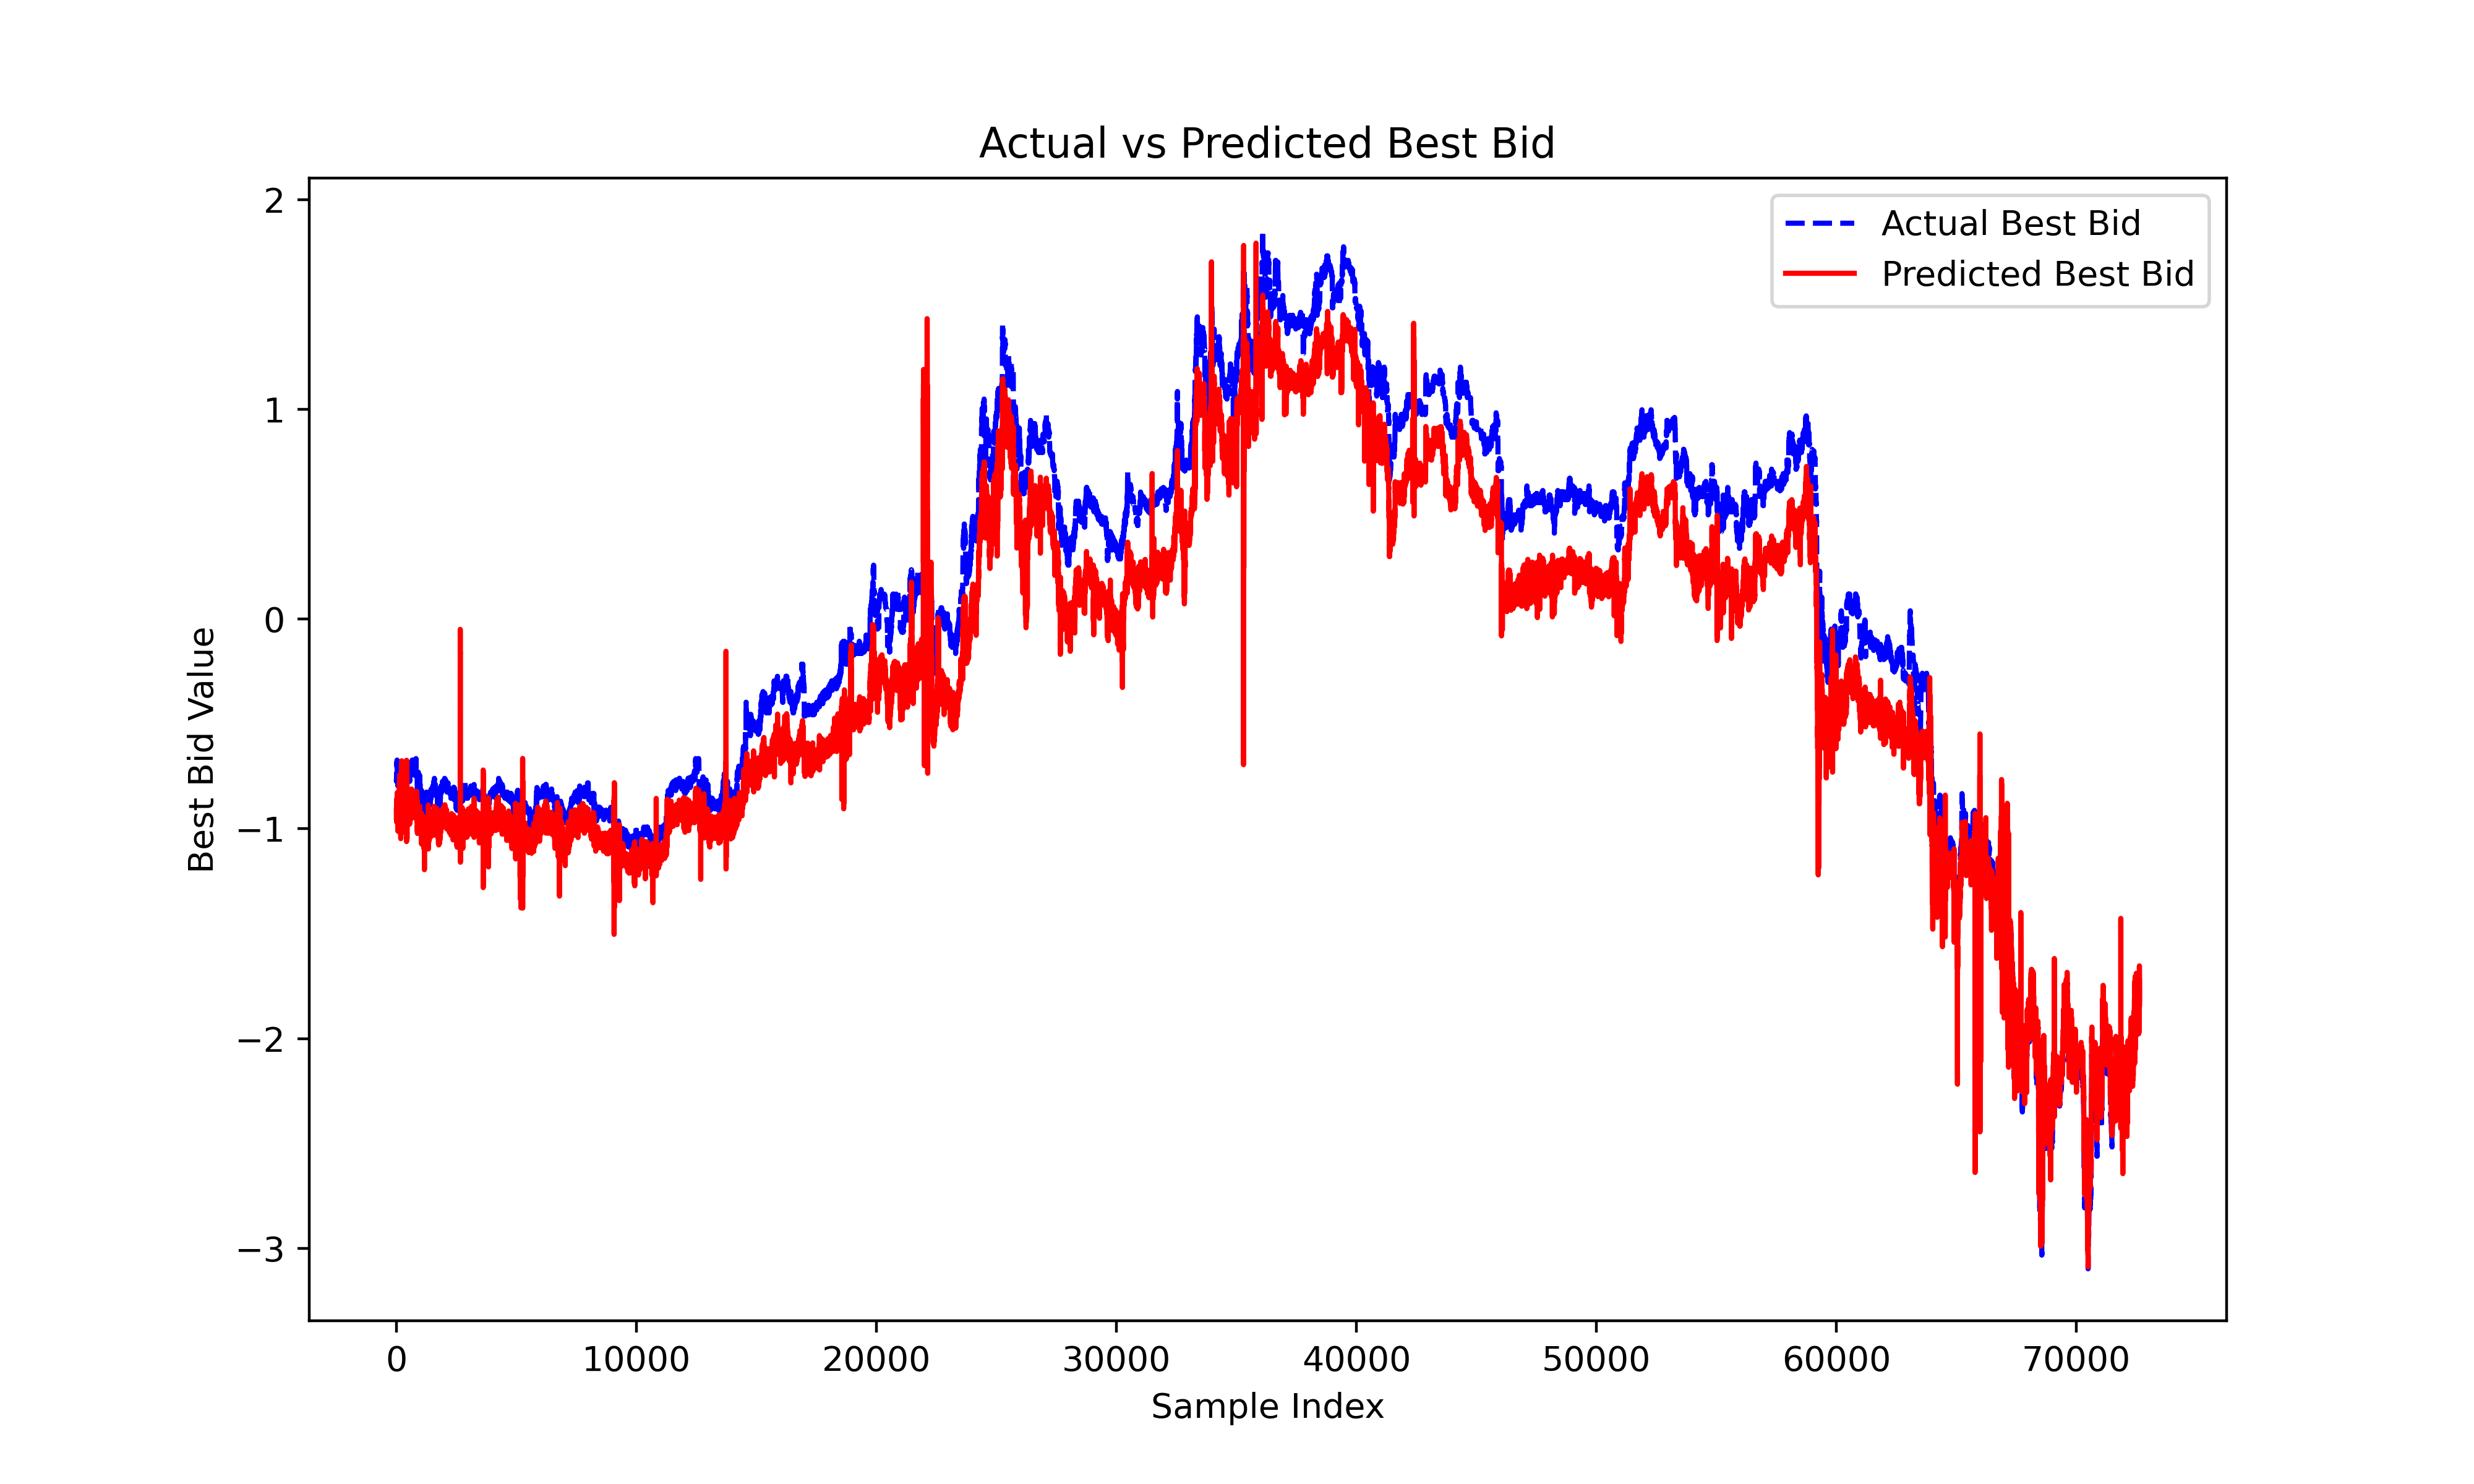 Actual vs Predicted Best Bid
Actual Best Bid
Predicted Best Bid
Best Bid Value
2
1
0
−1
−2
−3
0 10000 20000 30000 40000 50000 60000 70000
Sample Index